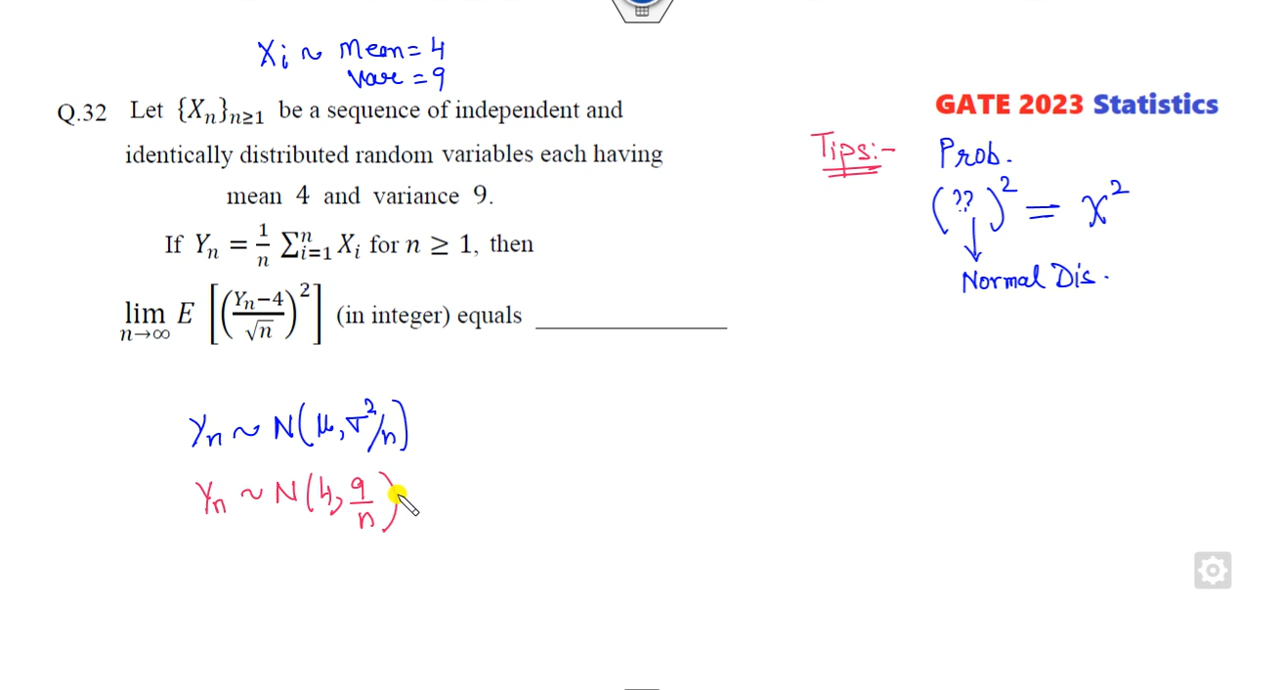 Xi ~ Mean = 4
Var = 9
Q.32 Let {Xₙ}ₙ≥₁ be a sequence of independent and
identically distributed random variables each having
mean 4 and variance 9.
If Yₙ = 1/n ∑ⁿᵢ₌₁ Xᵢ for n ≥ 1, then
lim n→∞ E [((Yₙ−4)/√n)²] (in integer) equals ____________
Yn ~ N(μ, σ²/n)
Yn ~ N(4, 9/n)
GATE 2023 Statistics
Tips:- Prob.
(??)² = χ²
↓
Normal Dis.